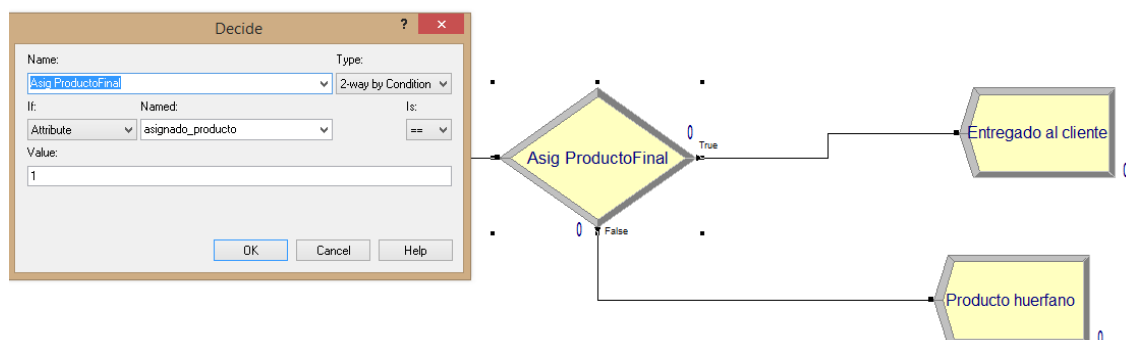 Decide
? ×
Name:
Type:
Asig ProductoFinal
2-way by Condition
If:
Named:
Is:
Attribute
asignado_producto
==
Value:
1
OK
Cancel
Help
Asig ProductoFinal
0
True
0
False
Entregado al cliente
0
Producto huerfano
0